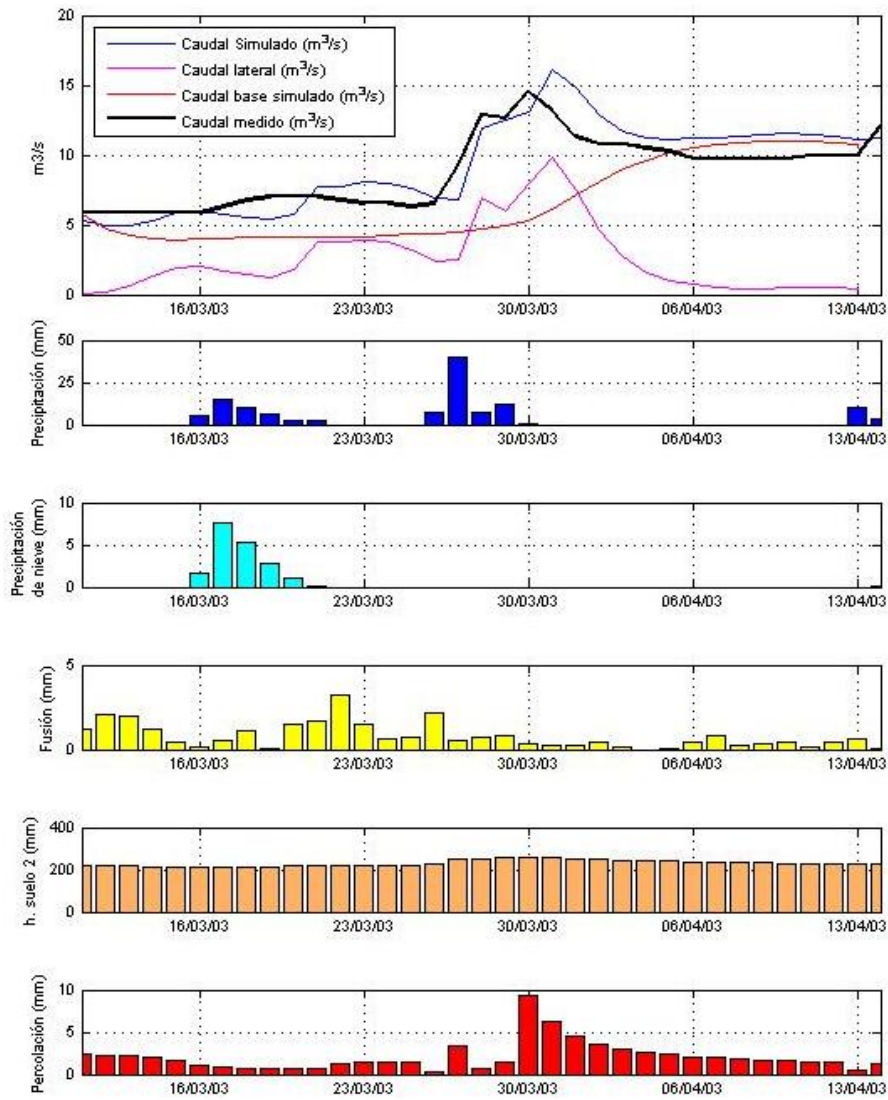 20
15
10
5
0
m3/s
Caudal Simulado (m³/s)
Caudal lateral (m³/s)
Caudal base simulado (m³/s)
Caudal medido (m³/s)
16/03/03 23/03/03 30/03/03 06/04/03 13/04/03
50
25
0
Precipitación (mm)
16/03/03 23/03/03 30/03/03 06/04/03 13/04/03
10
5
0
Precipitación
de nieve (mm)
16/03/03 23/03/03 30/03/03 06/04/03 13/04/03
5
0
Fusión (mm)
16/03/03 23/03/03 30/03/03 06/04/03 13/04/03
400
200
0
h. suelo 2 (mm)
16/03/03 23/03/03 30/03/03 06/04/03 13/04/03
10
5
0
Percolación (mm)
16/03/03 23/03/03 30/03/03 06/04/03 13/04/03